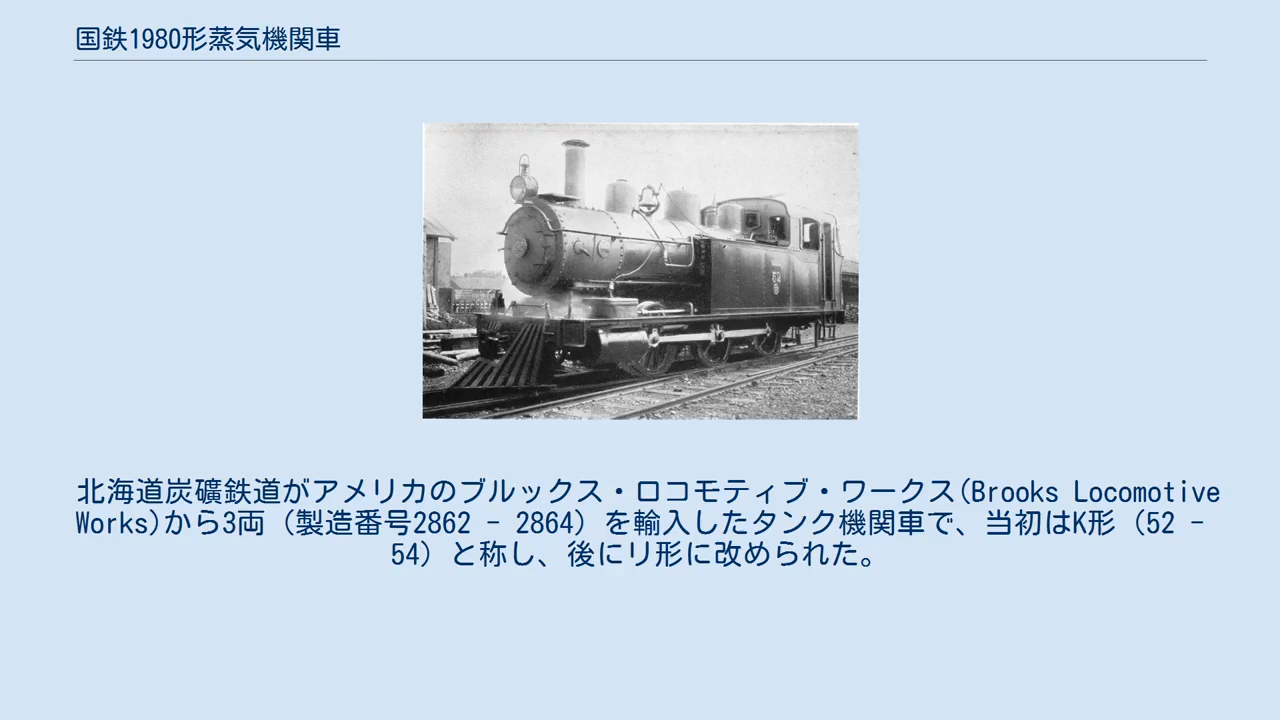 国鉄1980形蒸気機関車
北海道炭礦鉄道がアメリカのブルックス・ロコモティブ・ワークス(Brooks Locomotive
Works)から3両（製造番号2862 - 2864）を輸入したタンク機関車で、当初はK形（52 -
54）と称し、後にリ形に改められた。